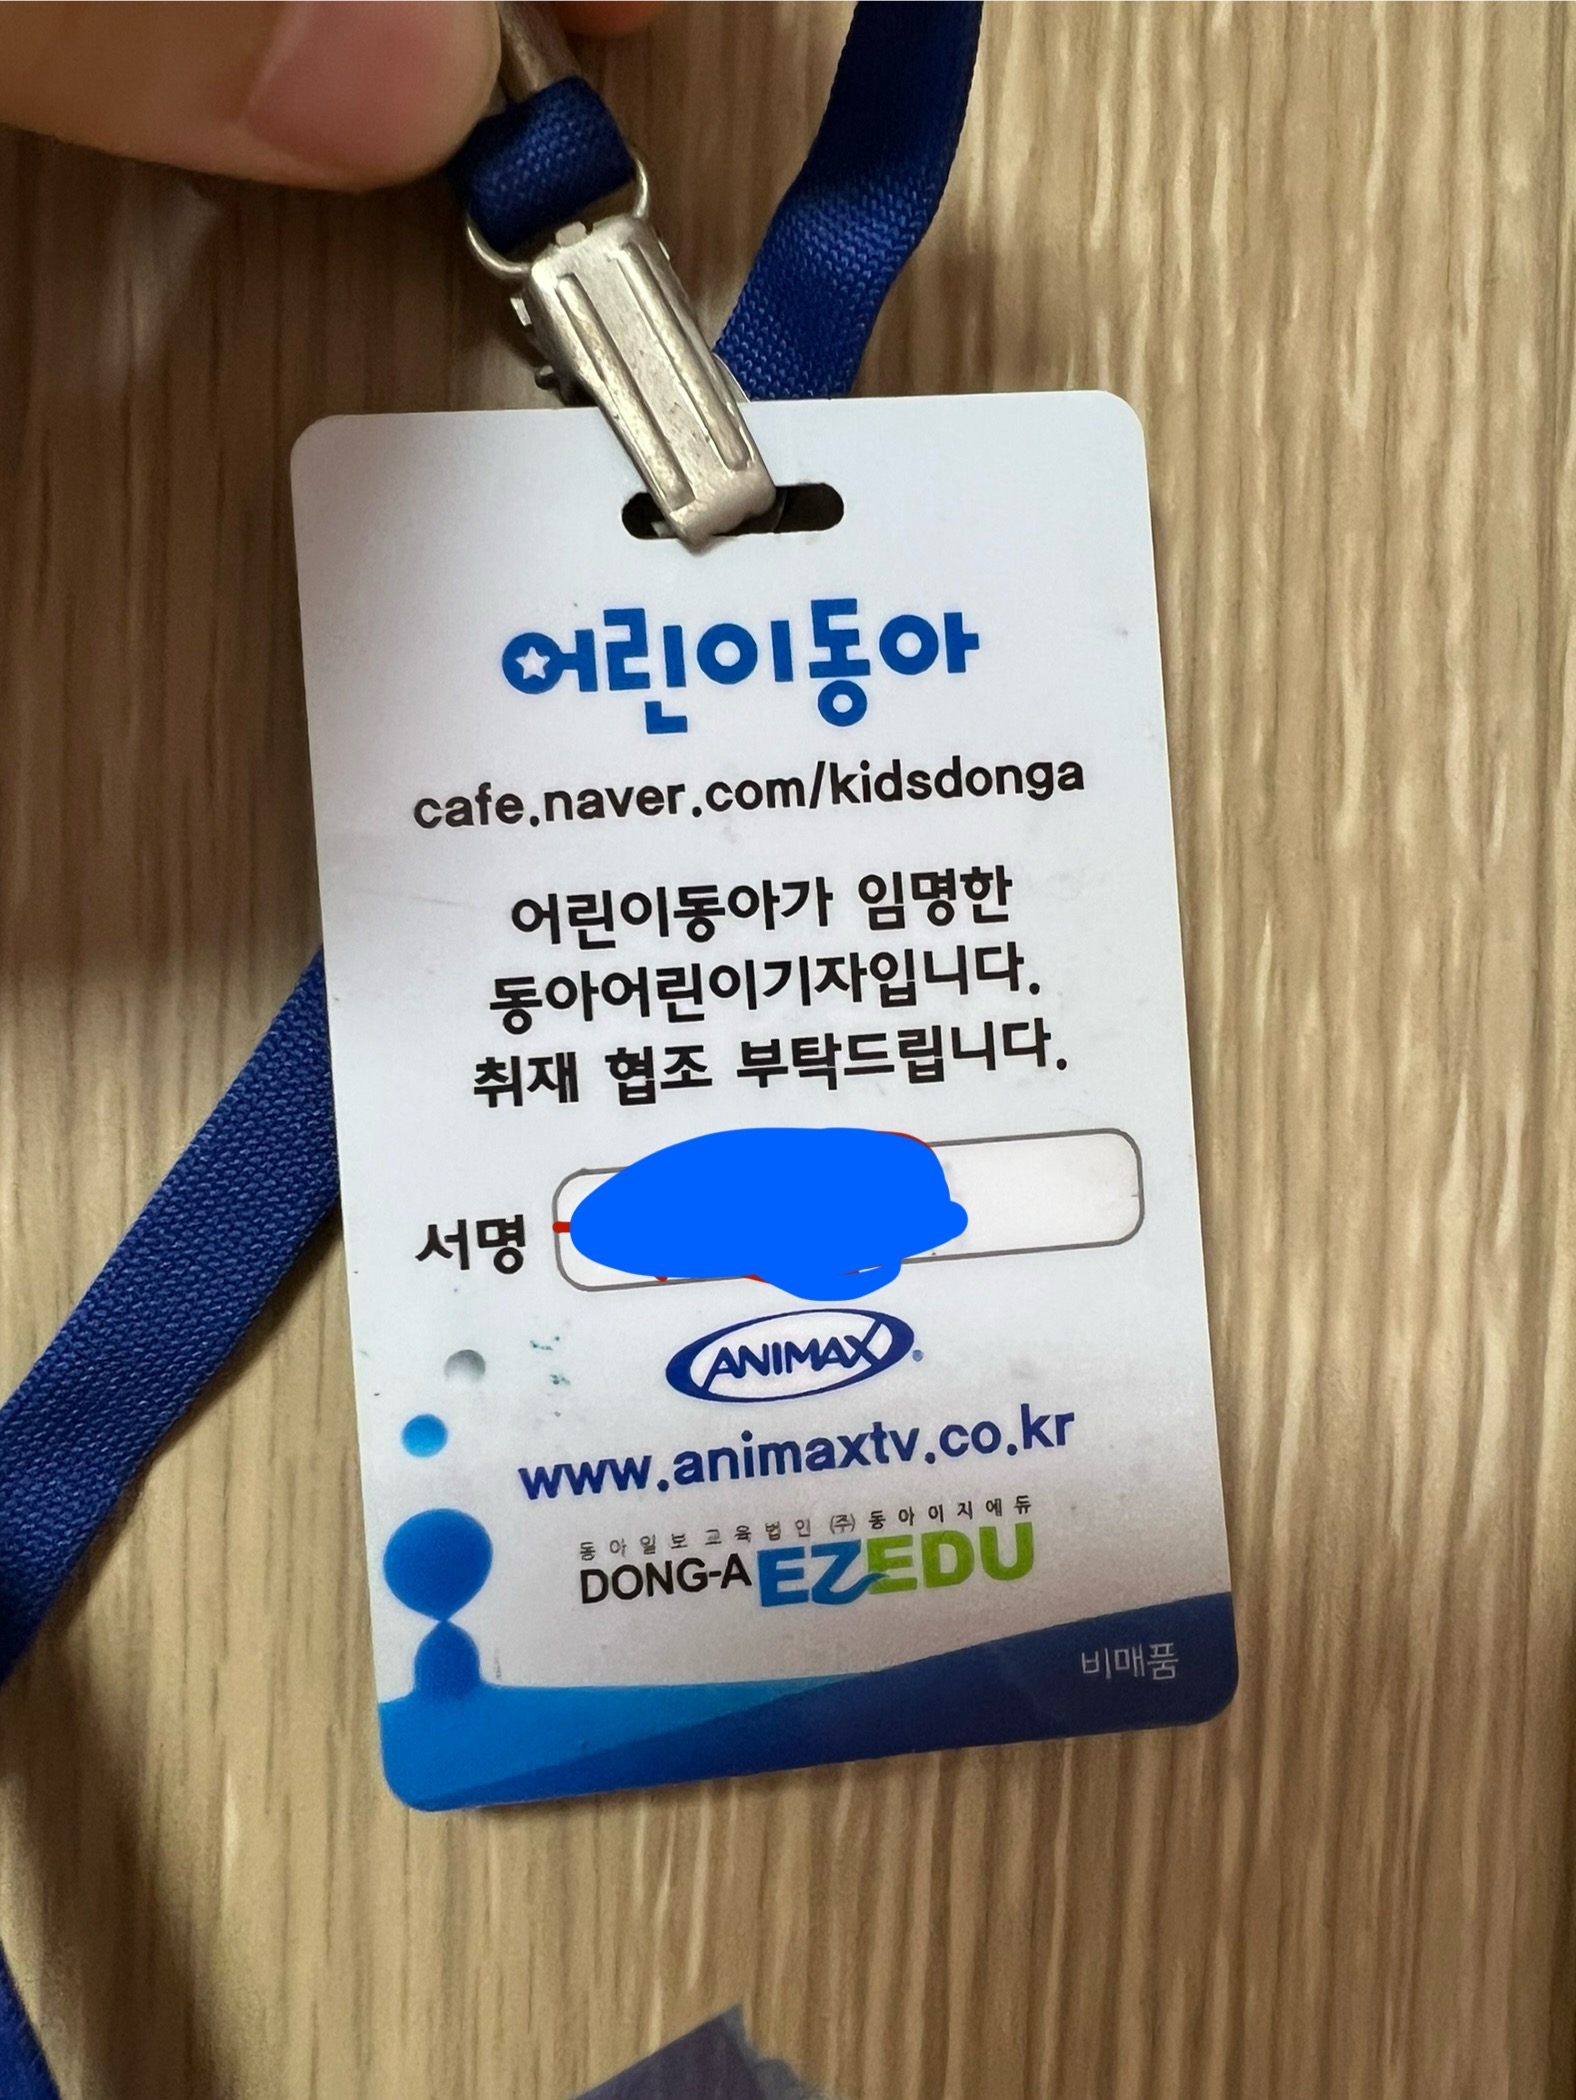 어린이동아
cafe.naver.com/kidsdonga
어린이동아가 임명한
동아어린이기자입니다.
취재 협조 부탁드립니다.
서명
ANIMAX®
www.animaxtv.co.kr
동아일보교육법인 (주)동아이지에듀
DONG-A EZEDU
비매품